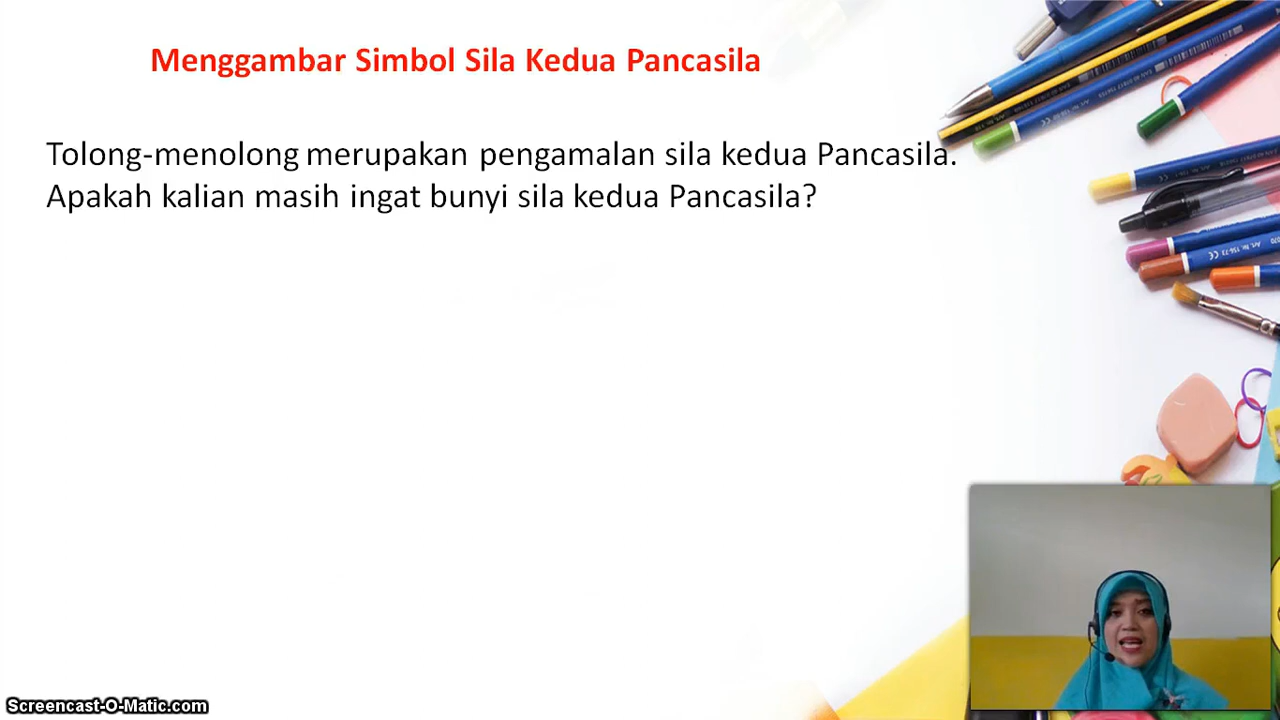 Menggambar Simbol Sila Kedua Pancasila
Tolong-menolong merupakan pengamalan sila kedua Pancasila.
Apakah kalian masih ingat bunyi sila kedua Pancasila?
Screencast-O-Matic.com